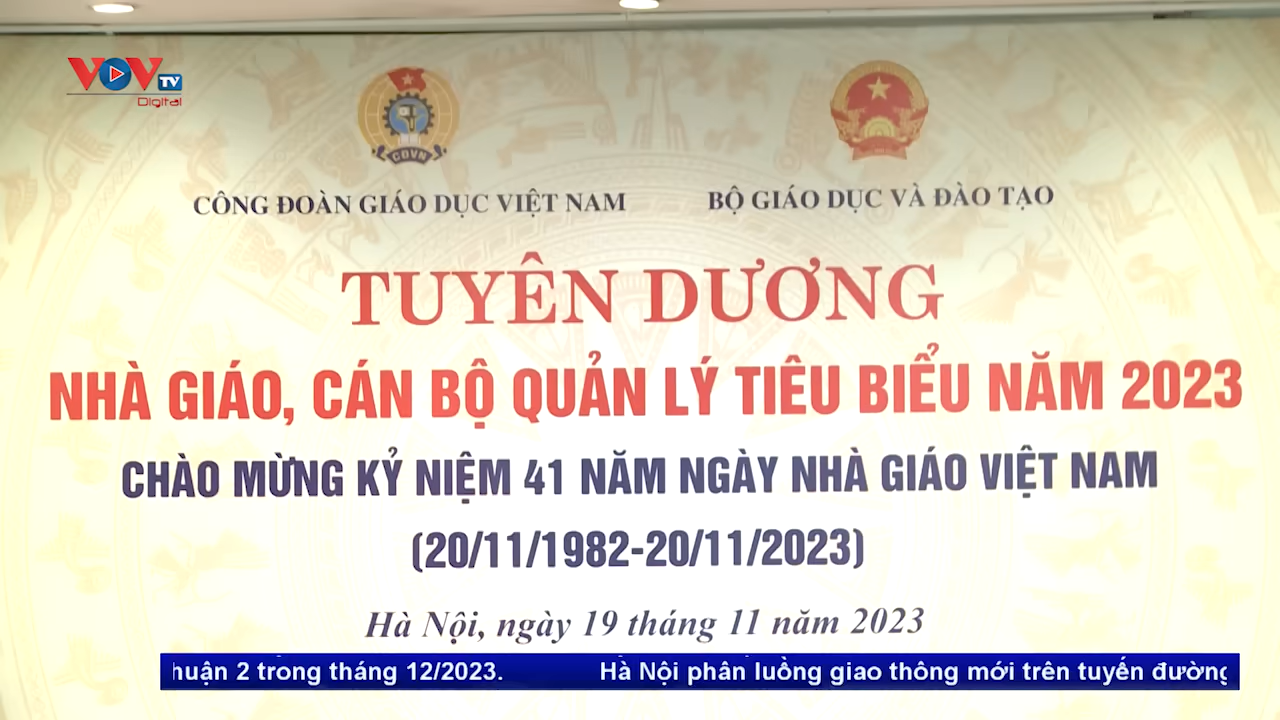 VOV TV
Digital
CĐVN
CÔNG ĐOÀN GIÁO DỤC VIỆT NAM
BỘ GIÁO DỤC VÀ ĐÀO TẠO
TUYÊN DƯƠNG
NHÀ GIÁO, CÁN BỘ QUẢN LÝ TIÊU BIỂU NĂM 2023
CHÀO MỪNG KỶ NIỆM 41 NĂM NGÀY NHÀ GIÁO VIỆT NAM
(20/11/1982-20/11/2023)
Hà Nội, ngày 19 tháng 11 năm 2023
huận 2 trong tháng 12/2023. Hà Nội phân luồng giao thông mới trên tuyến đường